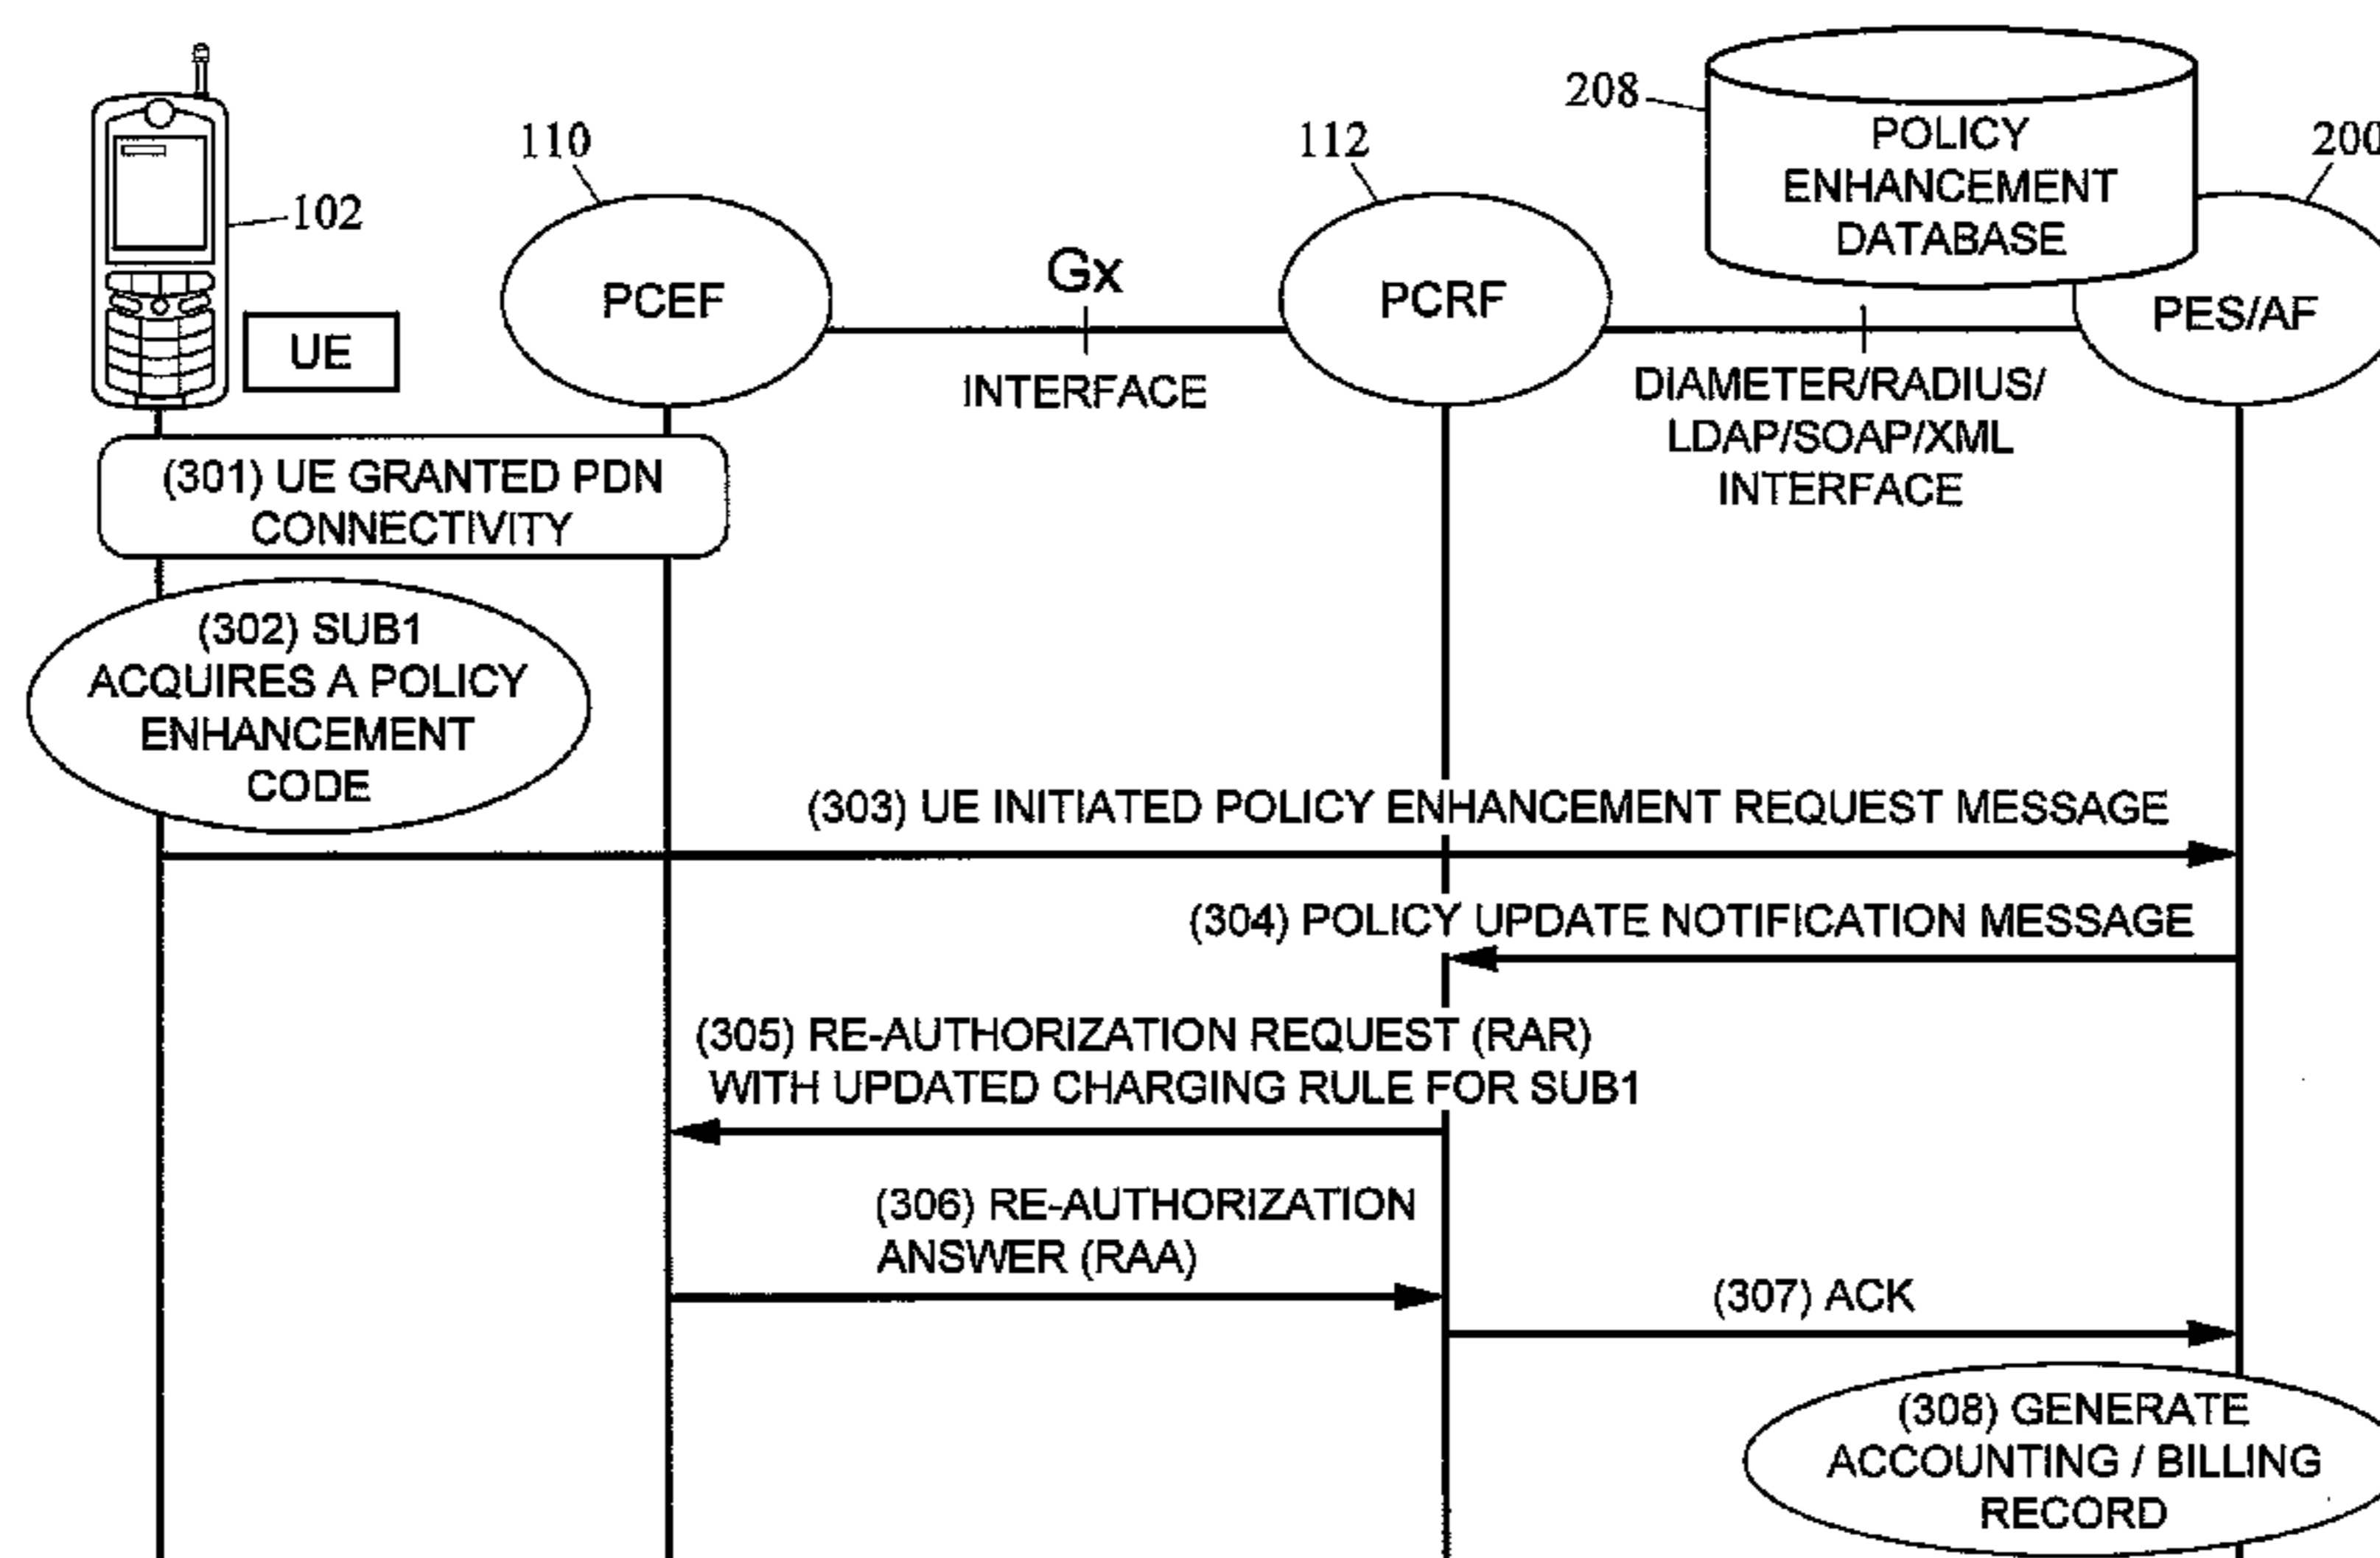 208
POLICY
ENHANCEMENT
DATABASE
200
110
112
102
UE
PCEF
Gx
INTERFACE
PCRF
DIAMETER/RADIUS/
LDAP/SOAP/XML
INTERFACE
PES/AF
(301) UE GRANTED PDN
CONNECTIVITY
(302) SUB1
ACQUIRES A POLICY
ENHANCEMENT
CODE
(303) UE INITIATED POLICY ENHANCEMENT REQUEST MESSAGE
(304) POLICY UPDATE NOTIFICATION MESSAGE
(305) RE-AUTHORIZATION REQUEST (RAR)
WITH UPDATED CHARGING RULE FOR SUB1
(306) RE-AUTHORIZATION
ANSWER (RAA)
(307) ACK
(308) GENERATE
ACCOUNTING / BILLING
RECORD